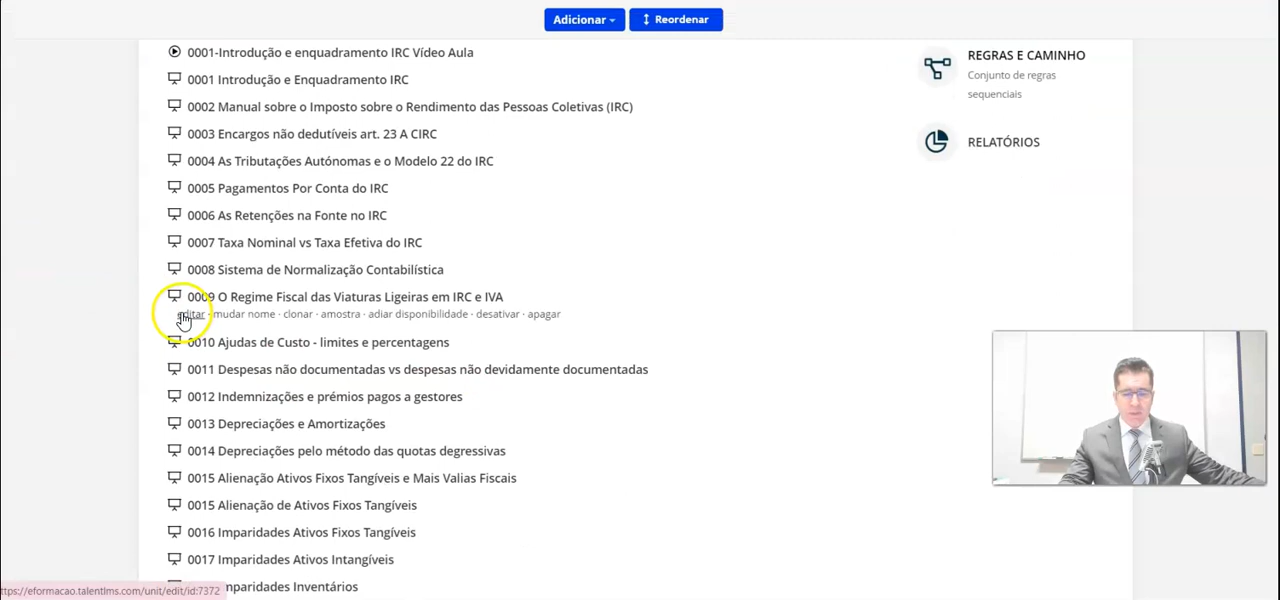 Adicionar
Reordenar
0001-Introdução e enquadramento IRC Vídeo Aula
0001 Introdução e Enquadramento IRC
0002 Manual sobre o Imposto sobre o Rendimento das Pessoas Coletivas (IRC)
0003 Encargos não dedutíveis art. 23 A CIRC
0004 As Tributações Autónomas e o Modelo 22 do IRC
0005 Pagamentos Por Conta do IRC
0006 As Retenções na Fonte no IRC
0007 Taxa Nominal vs Taxa Efetiva do IRC
0008 Sistema de Normalização Contabilística
0009 O Regime Fiscal das Viaturas Ligeiras em IRC e IVA
editar · mudar nome · clonar · amostra · adiar disponibilidade · desativar · apagar
0010 Ajudas de Custo - limites e percentagens
0011 Despesas não documentadas vs despesas não devidamente documentadas
0012 Indemnizações e prémios pagos a gestores
0013 Depreciações e Amortizações
0014 Depreciações pelo método das quotas degressivas
0015 Alienação Ativos Fixos Tangíveis e Mais Valias Fiscais
0015 Alienação de Ativos Fixos Tangíveis
0016 Imparidades Ativos Fixos Tangíveis
0017 Imparidades Ativos Intangíveis
mparidades Inventários
REGRAS E CAMINHO
Conjunto de regras
sequenciais
RELATÓRIOS
ttps://eformacao.talentlms.com/unit/edit/id:7372